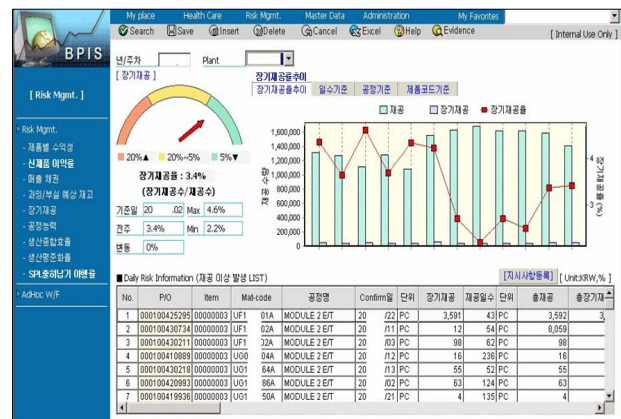 My place Health Care Risk Mgmt. Master Data Administration My Favorites
Search Save Insert Delete Cancel Excel Help Evidence [ Internal Use Only ]
BPIS
[ Risk Mgmt. ]
Risk Mgmt.
- 제품별 수익성
- 신제품 이익률
- 매출 채권
- 과잉/부실 예상 재고
- 장기재공
- 공정능력
- 생산종합효율
- 생산평준화율
AdHoc W/F
년/주차 Plant
[ 장기재공 ]
20%▲ 20%~5% 5%▼
장기재공률 : 3.4%
(장기재공수/재공수)
기준일 20 .02 Max 4.6%
전주 3.4% Min 2.2%
변동 0%
장기재공률추이
장기재공률추이 일수기준 공정기준 제품코드기준
재공 장기재공 장기재공률
재공 수량
1,600,000
1,400,000
1,200,000
1,000,000
800,000
600,000
400,000
200,000
0
4
3
장기재공률(%)
■ Daily Risk Information (재공 이상 발생 LIST) [지시사항등록] [ Unit:KRW,% ]
No. P/O Item Mat-code 공정명 Confirm일 단위 장기재공 재공일수 단위 총재공 총장기재
1 000100425295 00000003 UF1 01A MODULE 2 E/T 20 /22 PC 3,591 43 PC 3,592 3,
2 000100430734 00000003 UF1 02A MODULE 2 E/T 20 /11 PC 12 54 PC 8,059
3 000100430211 00000003 UF1 02A MODULE 2 E/T 20 /03 PC 98 62 PC 98
4 000100410889 00000003 UG0 04A MODULE 2 E/T 20 /12 PC 16 236 PC 16
5 000100430218 00000003 UG1 64A MODULE 2 E/T 20 /13 PC 55 52 PC 55
6 000100420993 00000003 UG1 86A MODULE 2 E/T 20 /02 PC 63 124 PC 63
7 000100419936 00000003 UG1 50A MODULE 2 E/T 20 /21 PC 4 135 PC 4